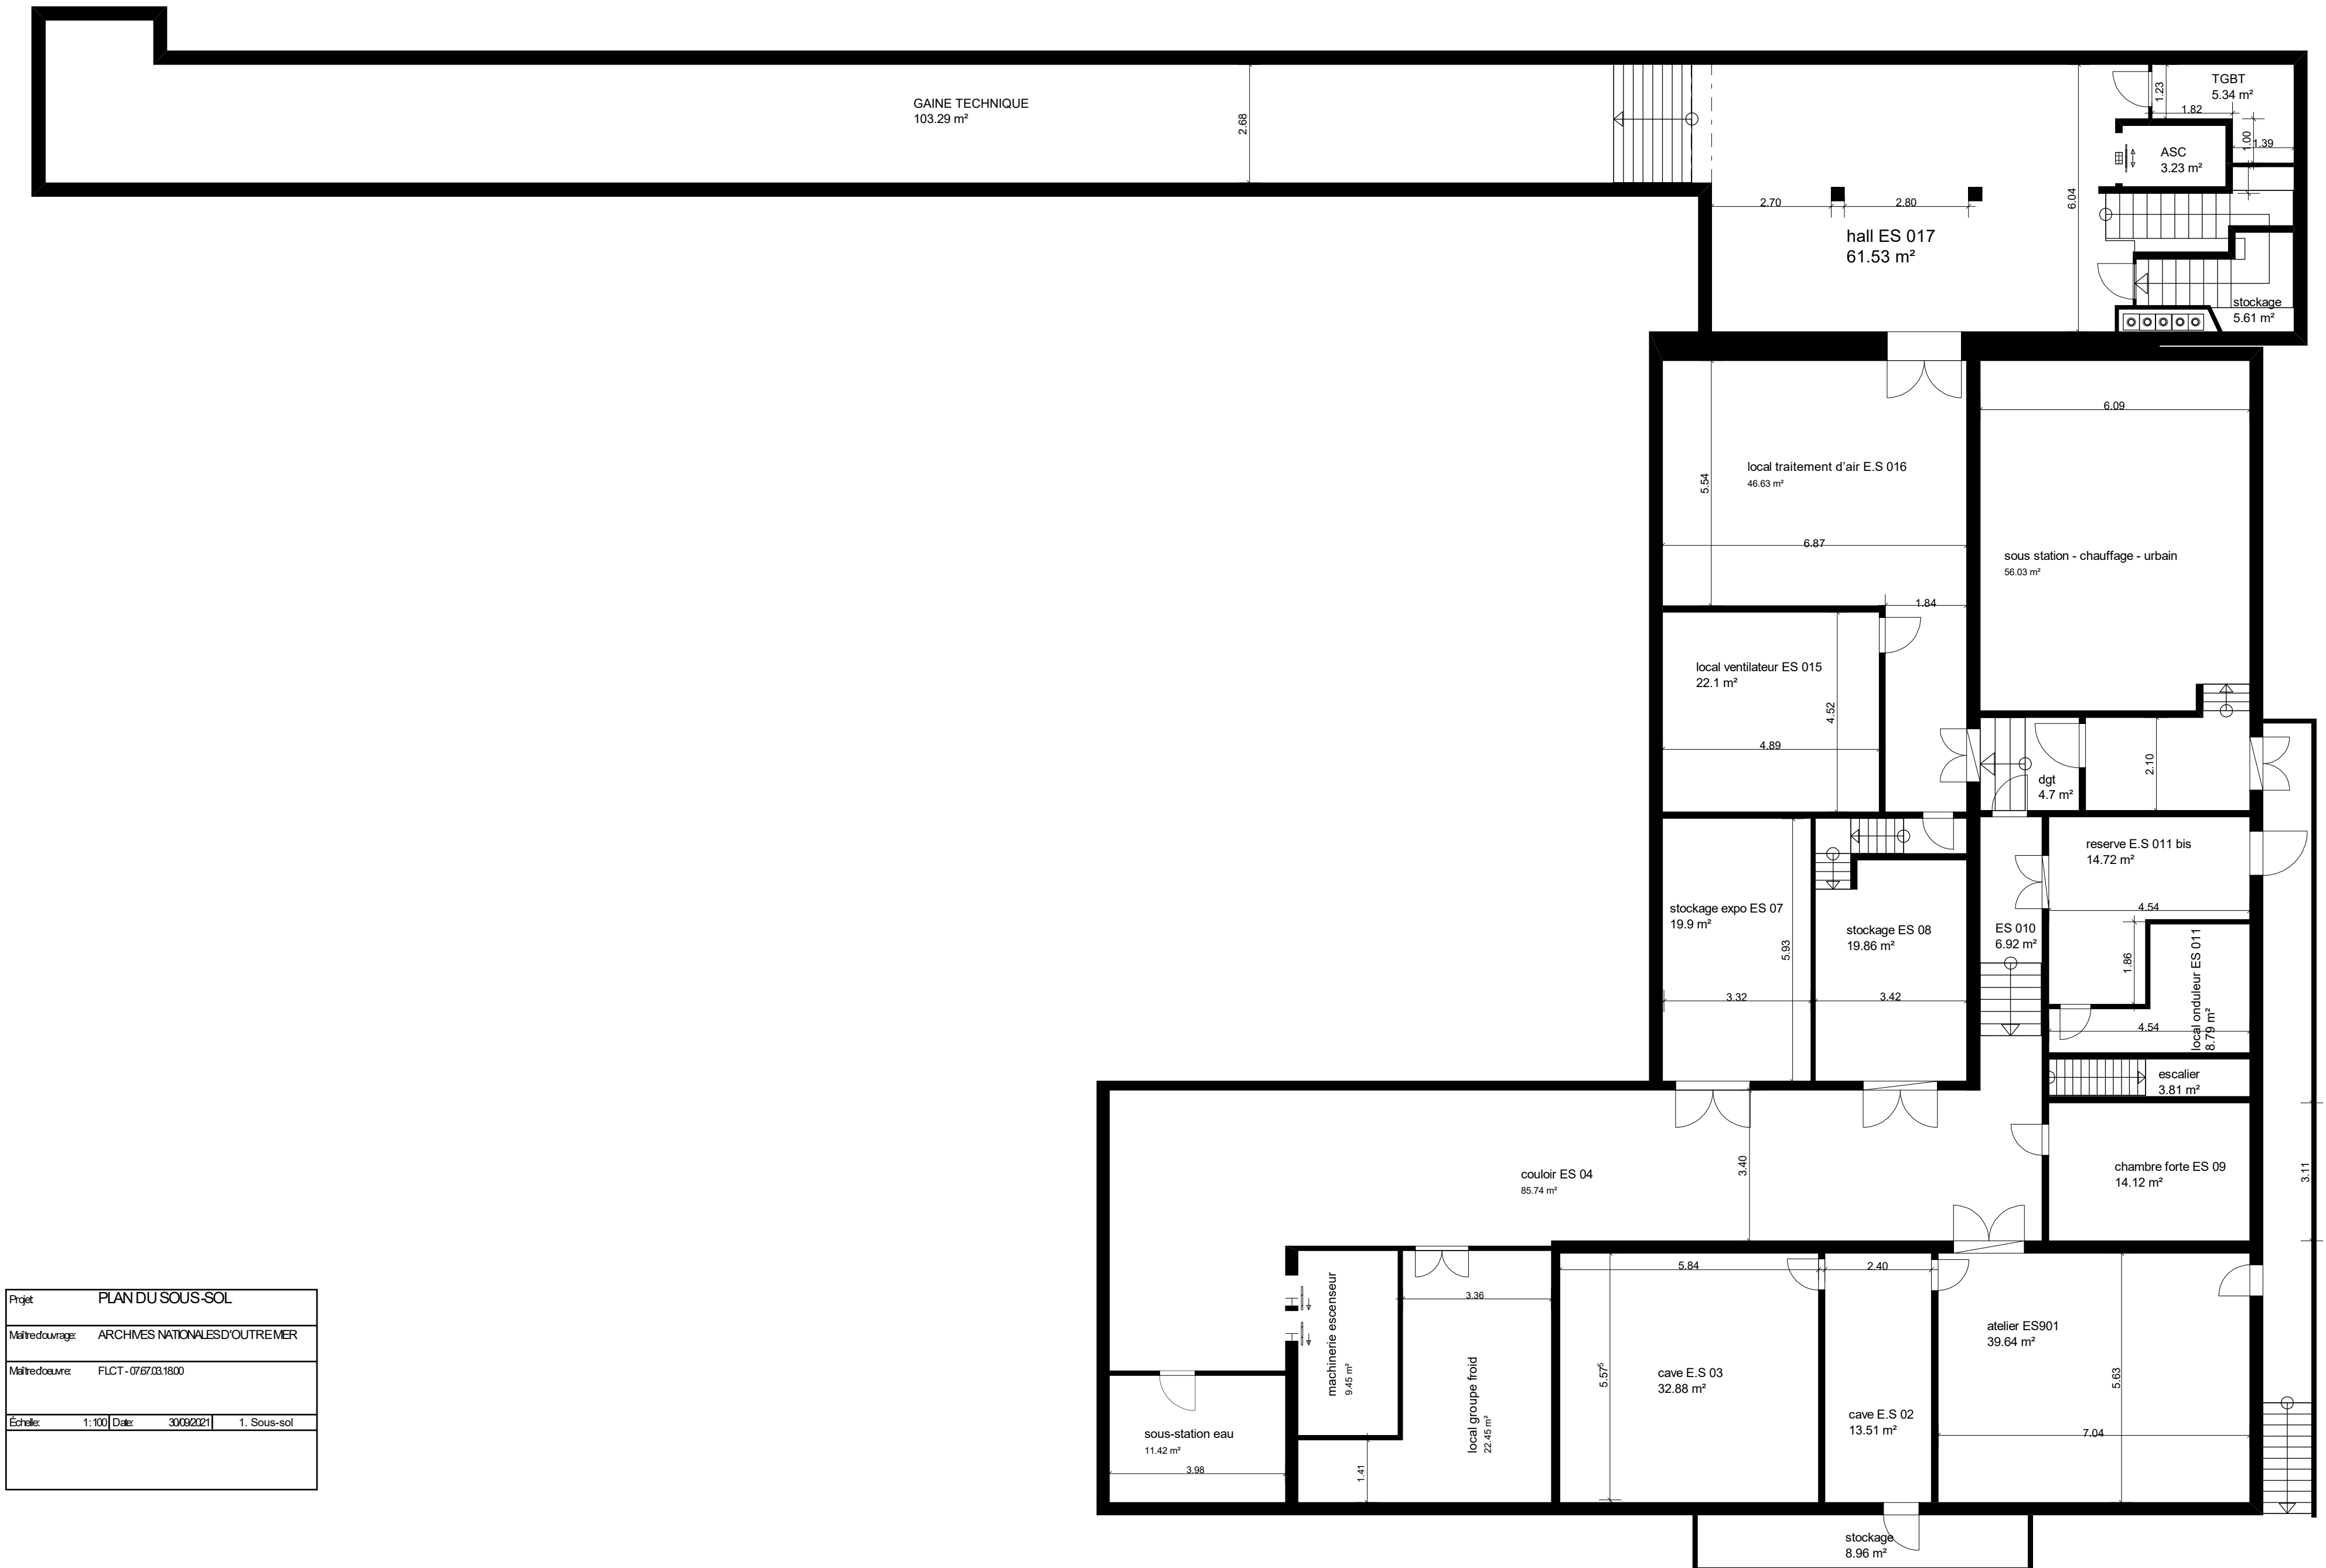 GAINE TECHNIQUE
103.29 m²
2.68
TGBT
5.34 m²
1.23
1.82
1.00
1.39
ASC
3.23 m²
6.04
2.70
2.80
hall ES 017
61.53 m²
stockage
5.61 m²
6.09
local traitement d'air E.S 016
46.63 m²
5.54
6.87
sous station - chauffage - urbain
56.03 m²
1.84
local ventilateur ES 015
22.1 m²
4.52
4.89
2.10
dgt
4.7 m²
reserve E.S 011 bis
14.72 m²
4.54
stockage expo ES 07
19.9 m²
5.93
3.32
stockage ES 08
19.86 m²
3.42
ES 010
6.92 m²
1.86
local onduleur ES 011
8.79 m²
4.54
escalier
3.81 m²
chambre forte ES 09
14.12 m²
3.11
couloir ES 04
85.74 m²
3.40
machinerie escenseur
9.45 m²
3.36
local groupe froid
22.45 m²
1.41
5.84
2.40
5.57⁵
cave E.S 03
32.88 m²
cave E.S 02
13.51 m²
atelier ES901
39.64 m²
5.63
7.04
sous-station eau
11.42 m²
3.98
stockage
8.96 m²
Projet: PLAN DU SOUS-SOL
Maître d'ouvrage: ARCHIVES NATIONALES D'OUTRE MER
Maître d'oeuvre: FLCT - 07.67.03.18.00
Échelle: 1:100 Date: 30/09/2021 1. Sous-sol